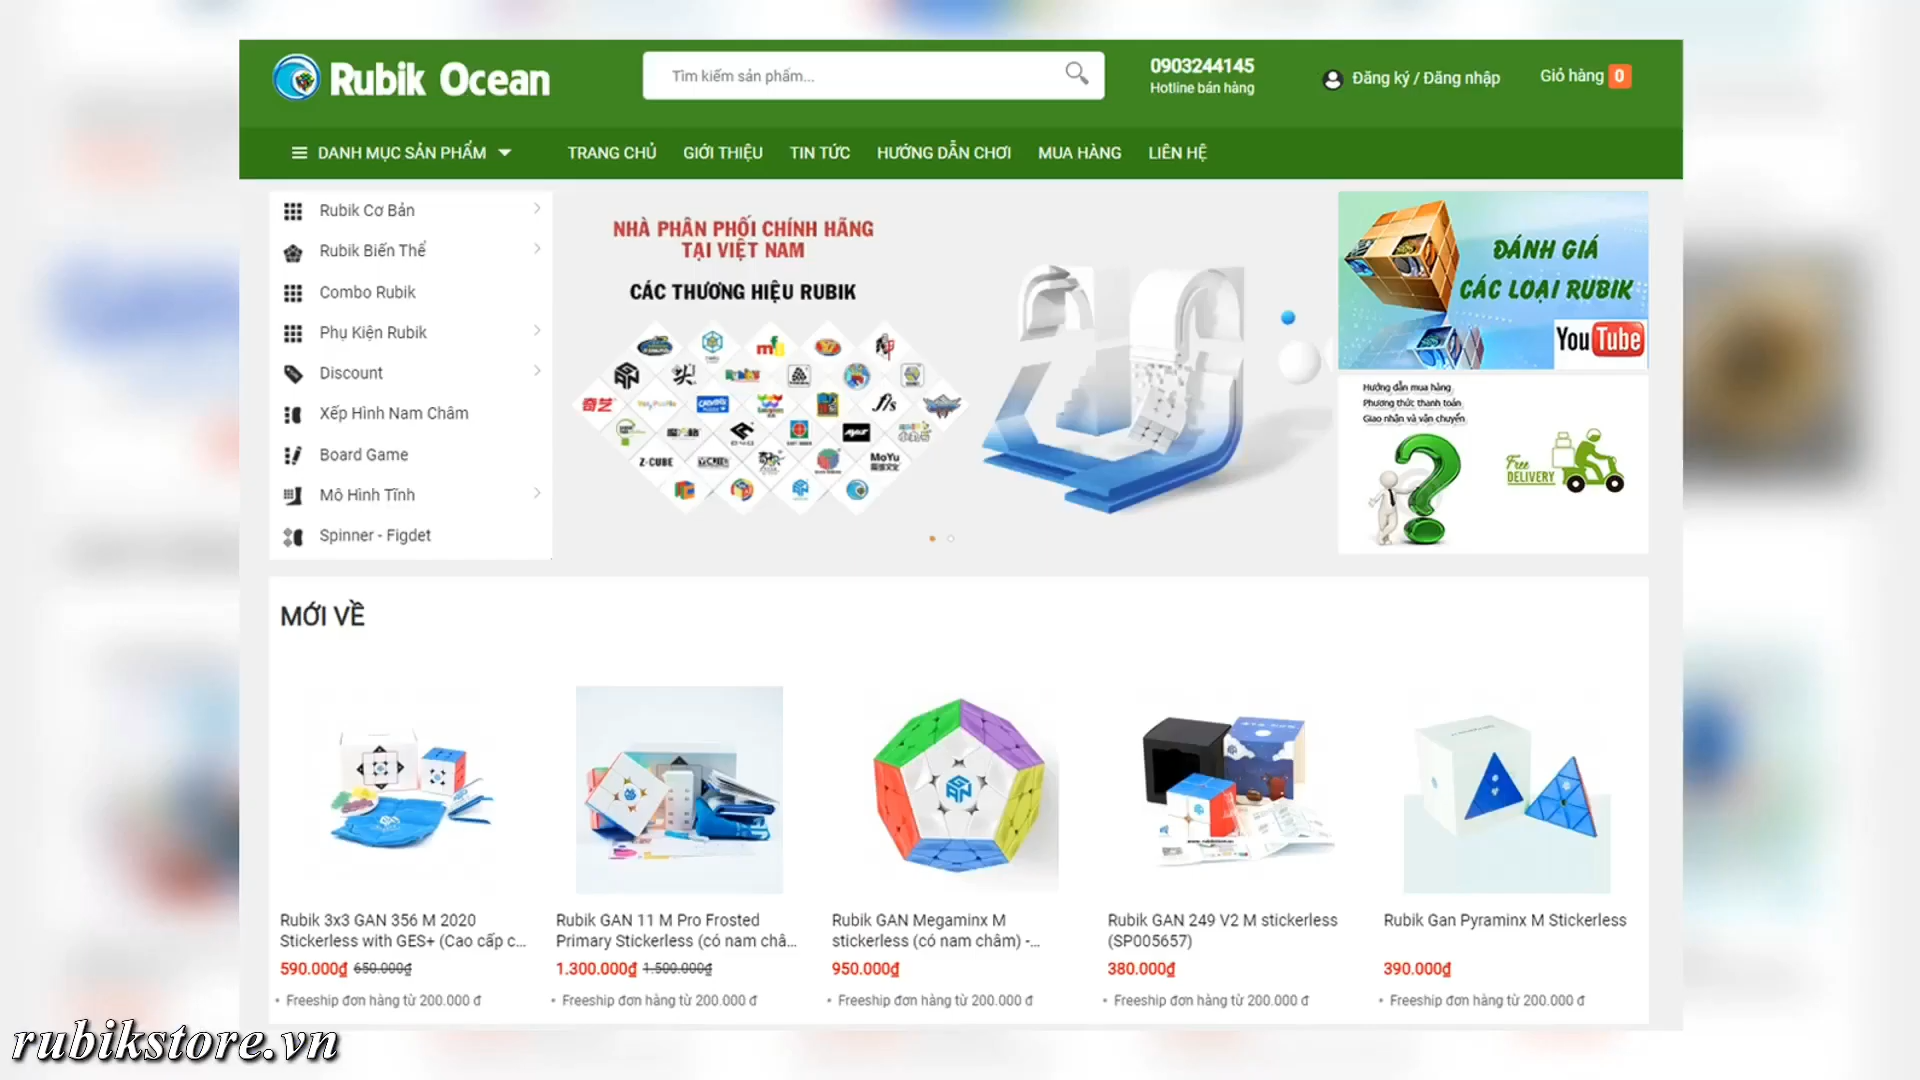 Rubik Ocean
Tìm kiếm sản phẩm...
0903244145
Hotline bán hàng
Đăng ký / Đăng nhập
Giỏ hàng 0
DANH MỤC SẢN PHẨM
TRANG CHỦ
GIỚI THIỆU
TIN TỨC
HƯỚNG DẪN CHƠI
MUA HÀNG
LIÊN HỆ
Rubik Cơ Bản
Rubik Biến Thể
Combo Rubik
Phụ Kiện Rubik
Discount
Xếp Hình Nam Châm
Board Game
Mô Hình Tĩnh
Spinner - Figdet
NHÀ PHÂN PHỐI CHÍNH HÃNG
TẠI VIỆT NAM
CÁC THƯƠNG HIỆU RUBIK
GAN
奇艺
f/s
Z-CUBE
MoYu
ĐÁNH GIÁ
CÁC LOẠI RUBIK
YouTube
Hướng dẫn mua hàng
Phương thức thanh toán
Giao nhận và vận chuyển
Free
DELIVERY
MỚI VỀ
GAN
Rubik 3x3 GAN 356 M 2020
Stickerless with GES+ (Cao cấp c...
590.000₫ 650.000₫
• Freeship đơn hàng từ 200.000 đ
Rubik GAN 11 M Pro Frosted
Primary Stickerless (có nam châ...
1.300.000₫ 1.500.000₫
• Freeship đơn hàng từ 200.000 đ
Rubik GAN Megaminx M
stickerless (có nam châm) -...
950.000₫
• Freeship đơn hàng từ 200.000 đ
Rubik GAN 249 V2 M stickerless
(SP005657)
380.000₫
• Freeship đơn hàng từ 200.000 đ
Rubik Gan Pyraminx M Stickerless
390.000₫
• Freeship đơn hàng từ 200.000 đ
rubikstore.vn